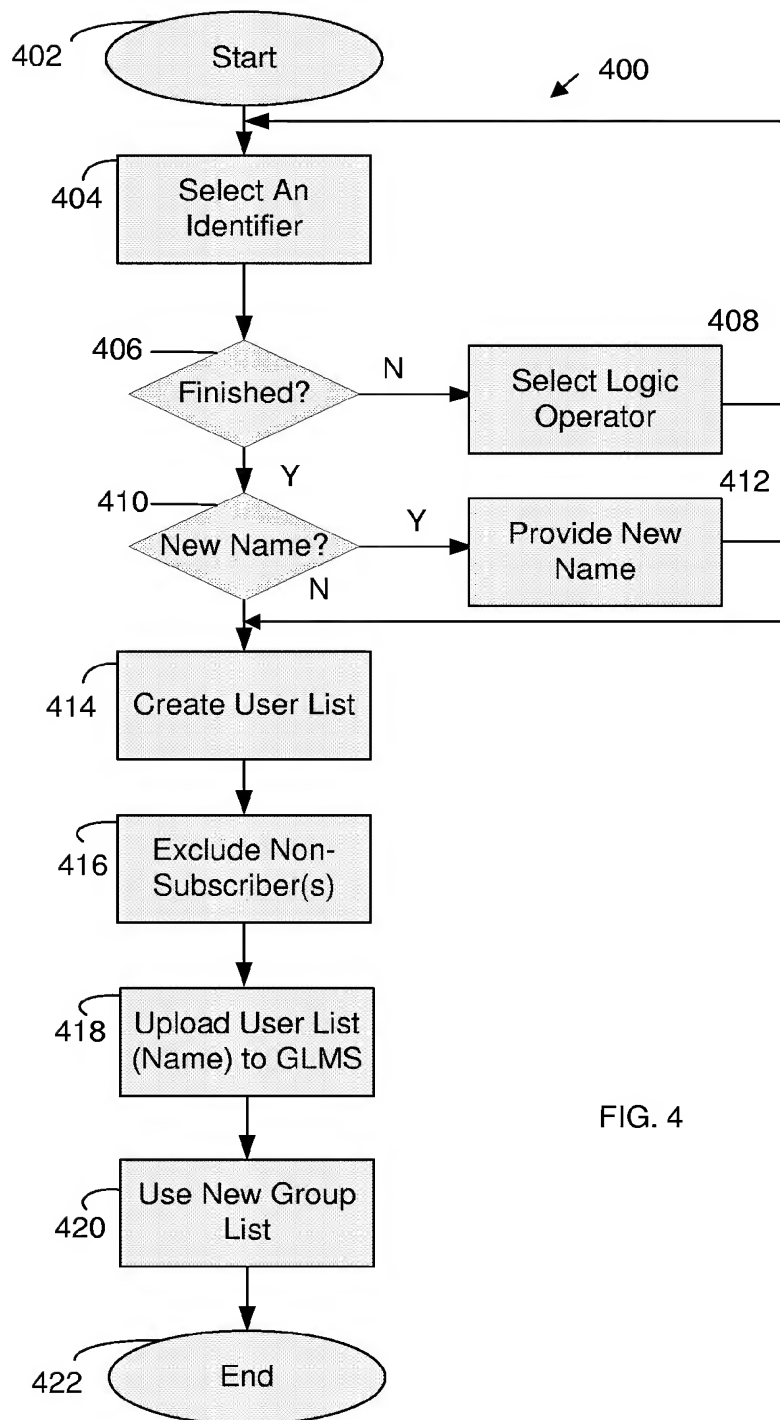 402
Start
400
404
Select An
Identifier
406
Finished?
N
408
Select Logic
Operator
Y
410
New Name?
Y
412
Provide New
Name
N
414
Create User List
416
Exclude Non-
Subscriber(s)
418
Upload User List
(Name) to GLMS
FIG. 4
420
Use New Group
List
422
End